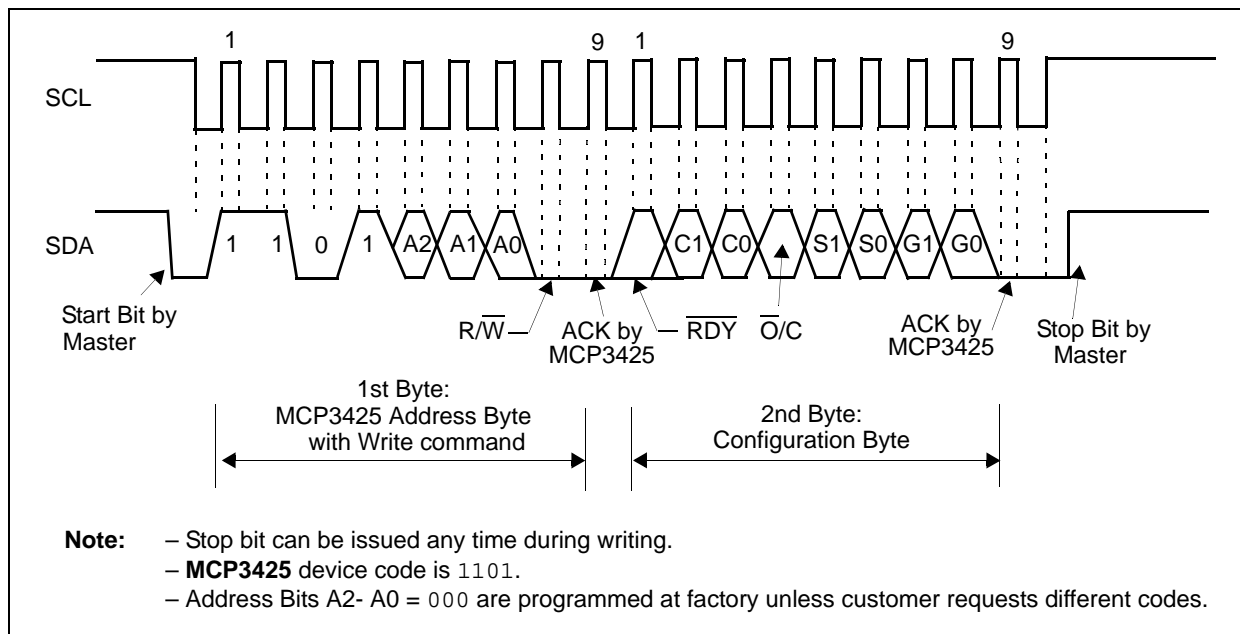 1 9 1 9
SCL
SDA 1 1 0 1 A2 A1 A0 C1 C0 S1 S0 G1 G0
Start Bit by
Master
R/W̅
ACK by
MCP3425
R̅D̅Y̅
O̅/C
ACK by
MCP3425
Stop Bit by
Master
1st Byte:
MCP3425 Address Byte
with Write command
2nd Byte:
Configuration Byte
Note: – Stop bit can be issued any time during writing.
– MCP3425 device code is 1101.
– Address Bits A2- A0 = 000 are programmed at factory unless customer requests different codes.